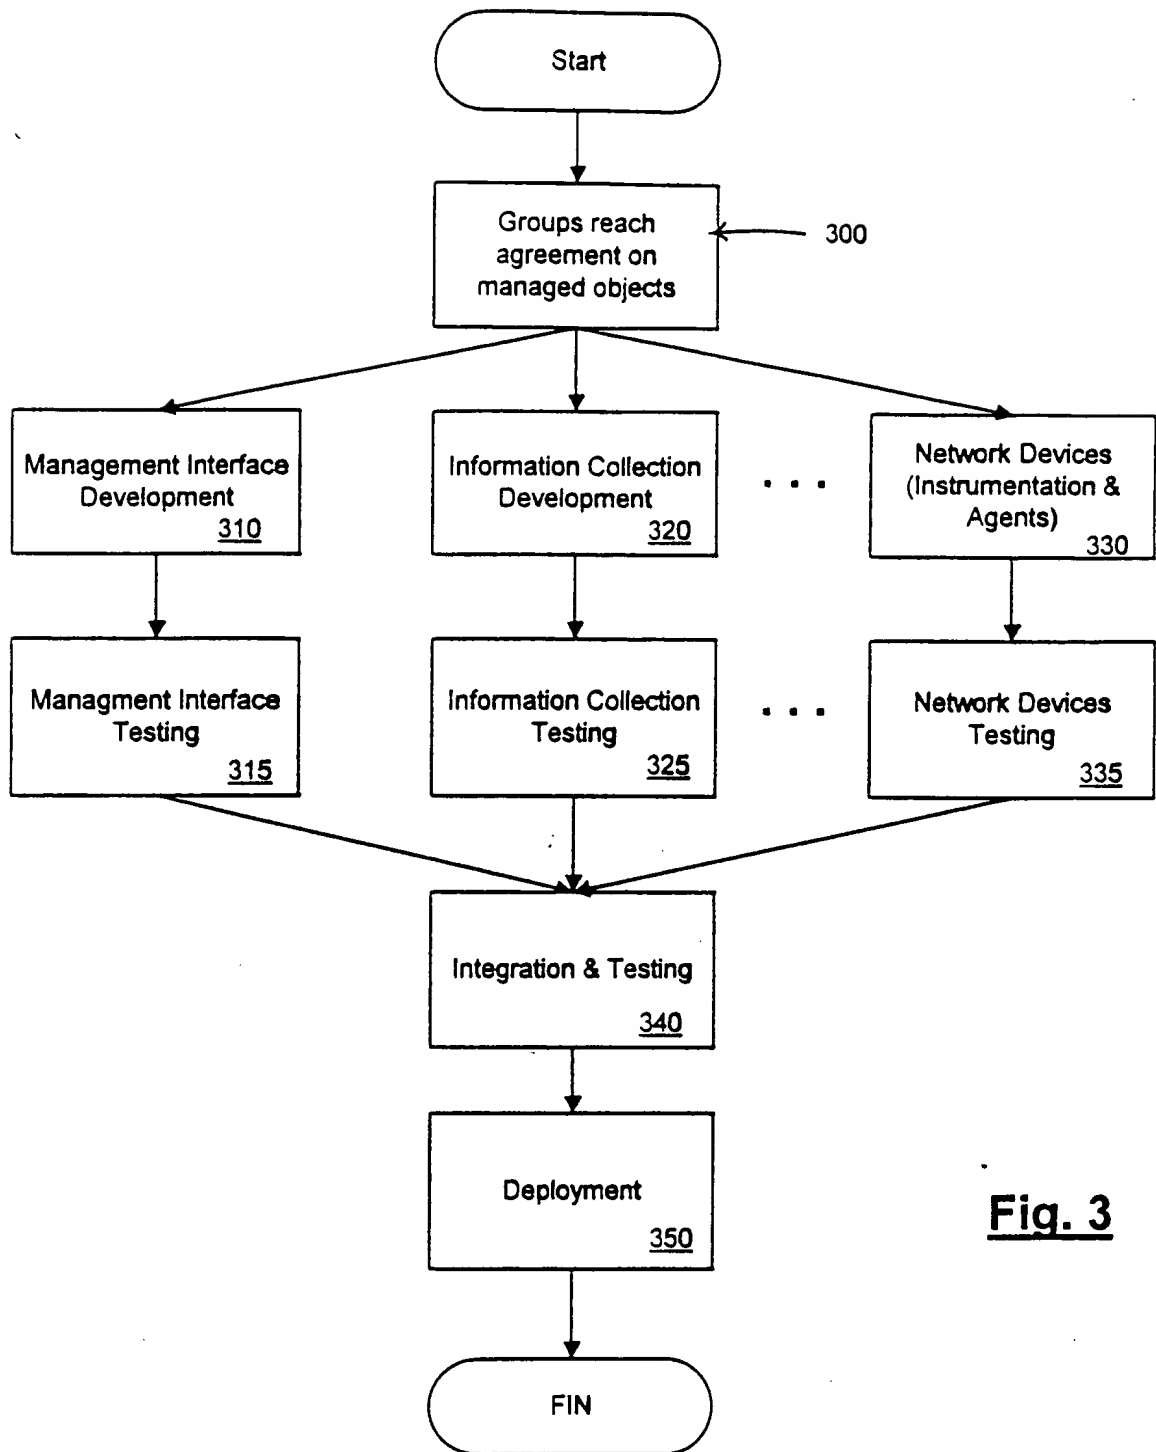 Start
Groups reach
agreement on
managed objects
300
Management Interface
Development
310
Information Collection
Development
320
. . .
Network Devices
(Instrumentation &
Agents)
330
Managment Interface
Testing
315
Information Collection
Testing
325
. . .
Network Devices
Testing
335
Integration & Testing
340
Deployment
350
Fig. 3
FIN